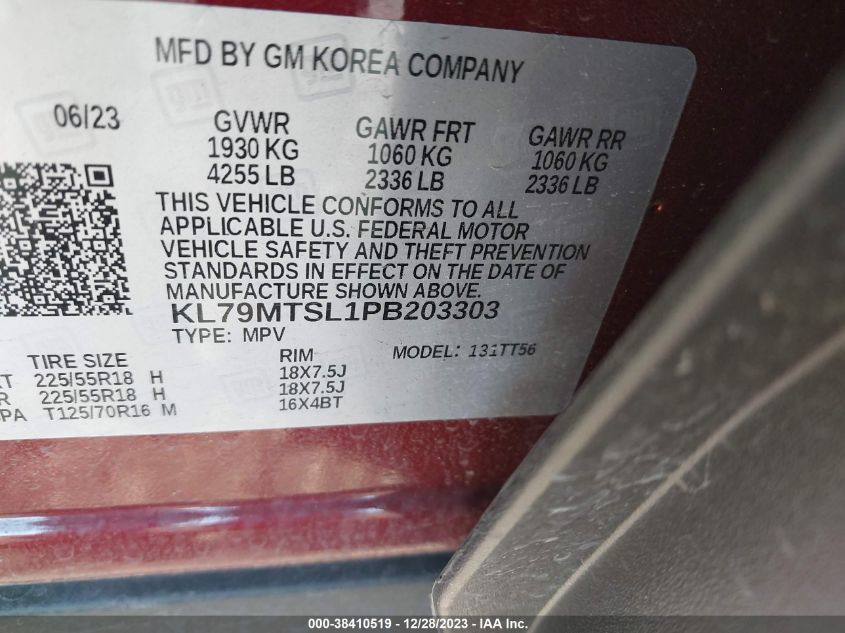 MFD BY GM KOREA COMPANY
06/23
GVWR
1930 KG
4255 LB
GAWR FRT
1060 KG
2336 LB
GAWR RR
1060 KG
2336 LB
THIS VEHICLE CONFORMS TO ALL
APPLICABLE U.S. FEDERAL MOTOR
VEHICLE SAFETY AND THEFT PREVENTION
STANDARDS IN EFFECT ON THE DATE OF
MANUFACTURE SHOWN ABOVE.
KL79MTSL1PB203303
TYPE: MPV
MODEL: 131TT56
TIRE SIZE RIM
225/55R18 H 18X7.5J
225/55R18 H 18X7.5J
T125/70R16 M 16X4BT
000-38410519 - 12/28/2023 - IAA Inc.